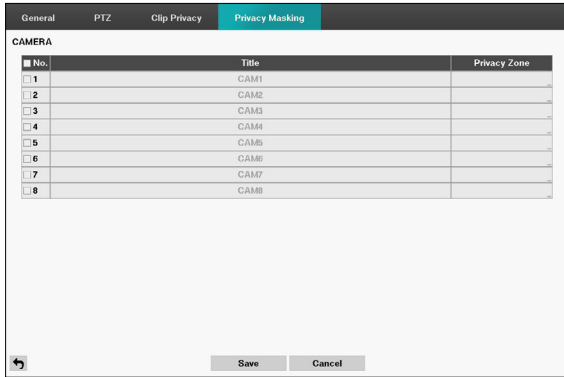 General PTZ Clip Privacy Privacy Masking
CAMERA
No. Title Privacy Zone
1 CAM1 ...
2 CAM2 ...
3 CAM3 ...
4 CAM4 ...
5 CAM5 ...
6 CAM6 ...
7 CAM7 ...
8 CAM8 ...
Save Cancel